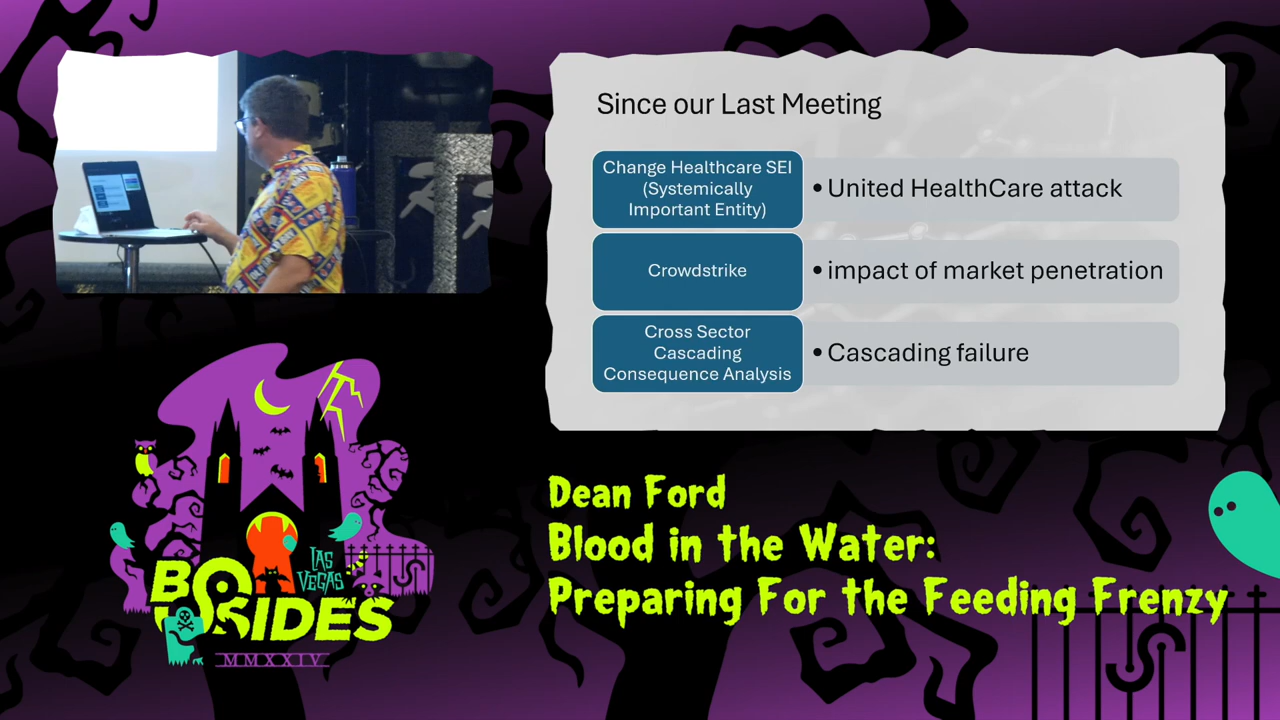 Since our Last Meeting
Change Healthcare SEI
(Systemically
Important Entity)
• United HealthCare attack
Crowdstrike
• impact of market penetration
Cross Sector
Cascading
Consequence Analysis
• Cascading failure
Dean Ford
Blood in the Water:
Preparing For the Feeding Frenzy
BSIDES
LAS
VEGAS
MMXXIV